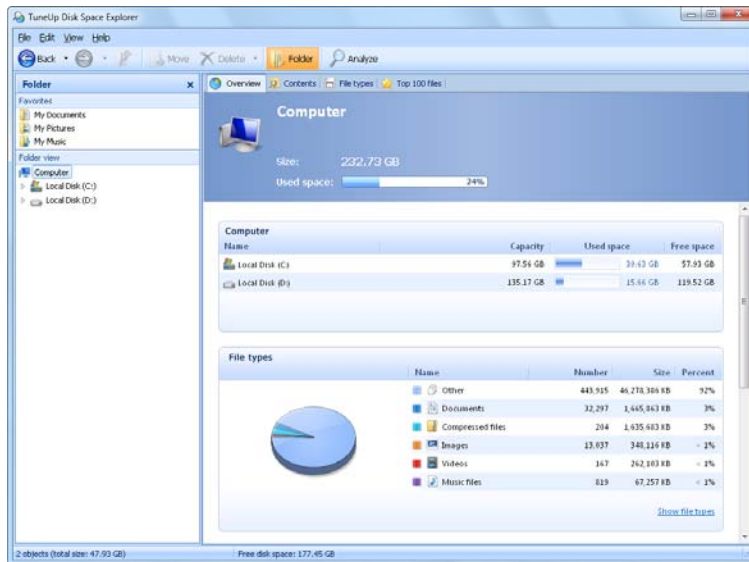 TuneUp Disk Space Explorer
File Edit View Help
Back Move Delete Folder Analyze
Folder x
Favorites
My Documents
My Pictures
My Music
Folder view
Computer
Local Disk (C:)
Local Disk (D:)
Overview Contents File types Top 100 files
Computer
Size: 232.73 GB
Used space: 24%
Computer
Name Capacity Used space Free space
Local Disk (C:) 97.56 GB 39.63 GB 57.93 GB
Local Disk (D:) 135.17 GB 15.66 GB 119.52 GB
File types
Name Number Size Percent
Other 443,915 46,278,386 KB 92%
Documents 32,297 1,665,863 KB 3%
Compressed files 204 1,635,683 KB 3%
Images 13,037 348,116 KB < 1%
Videos 167 262,183 KB < 1%
Music files 819 67,257 KB < 1%
Show file types
2 objects (total size: 47.93 GB) Free disk space: 177.45 GB